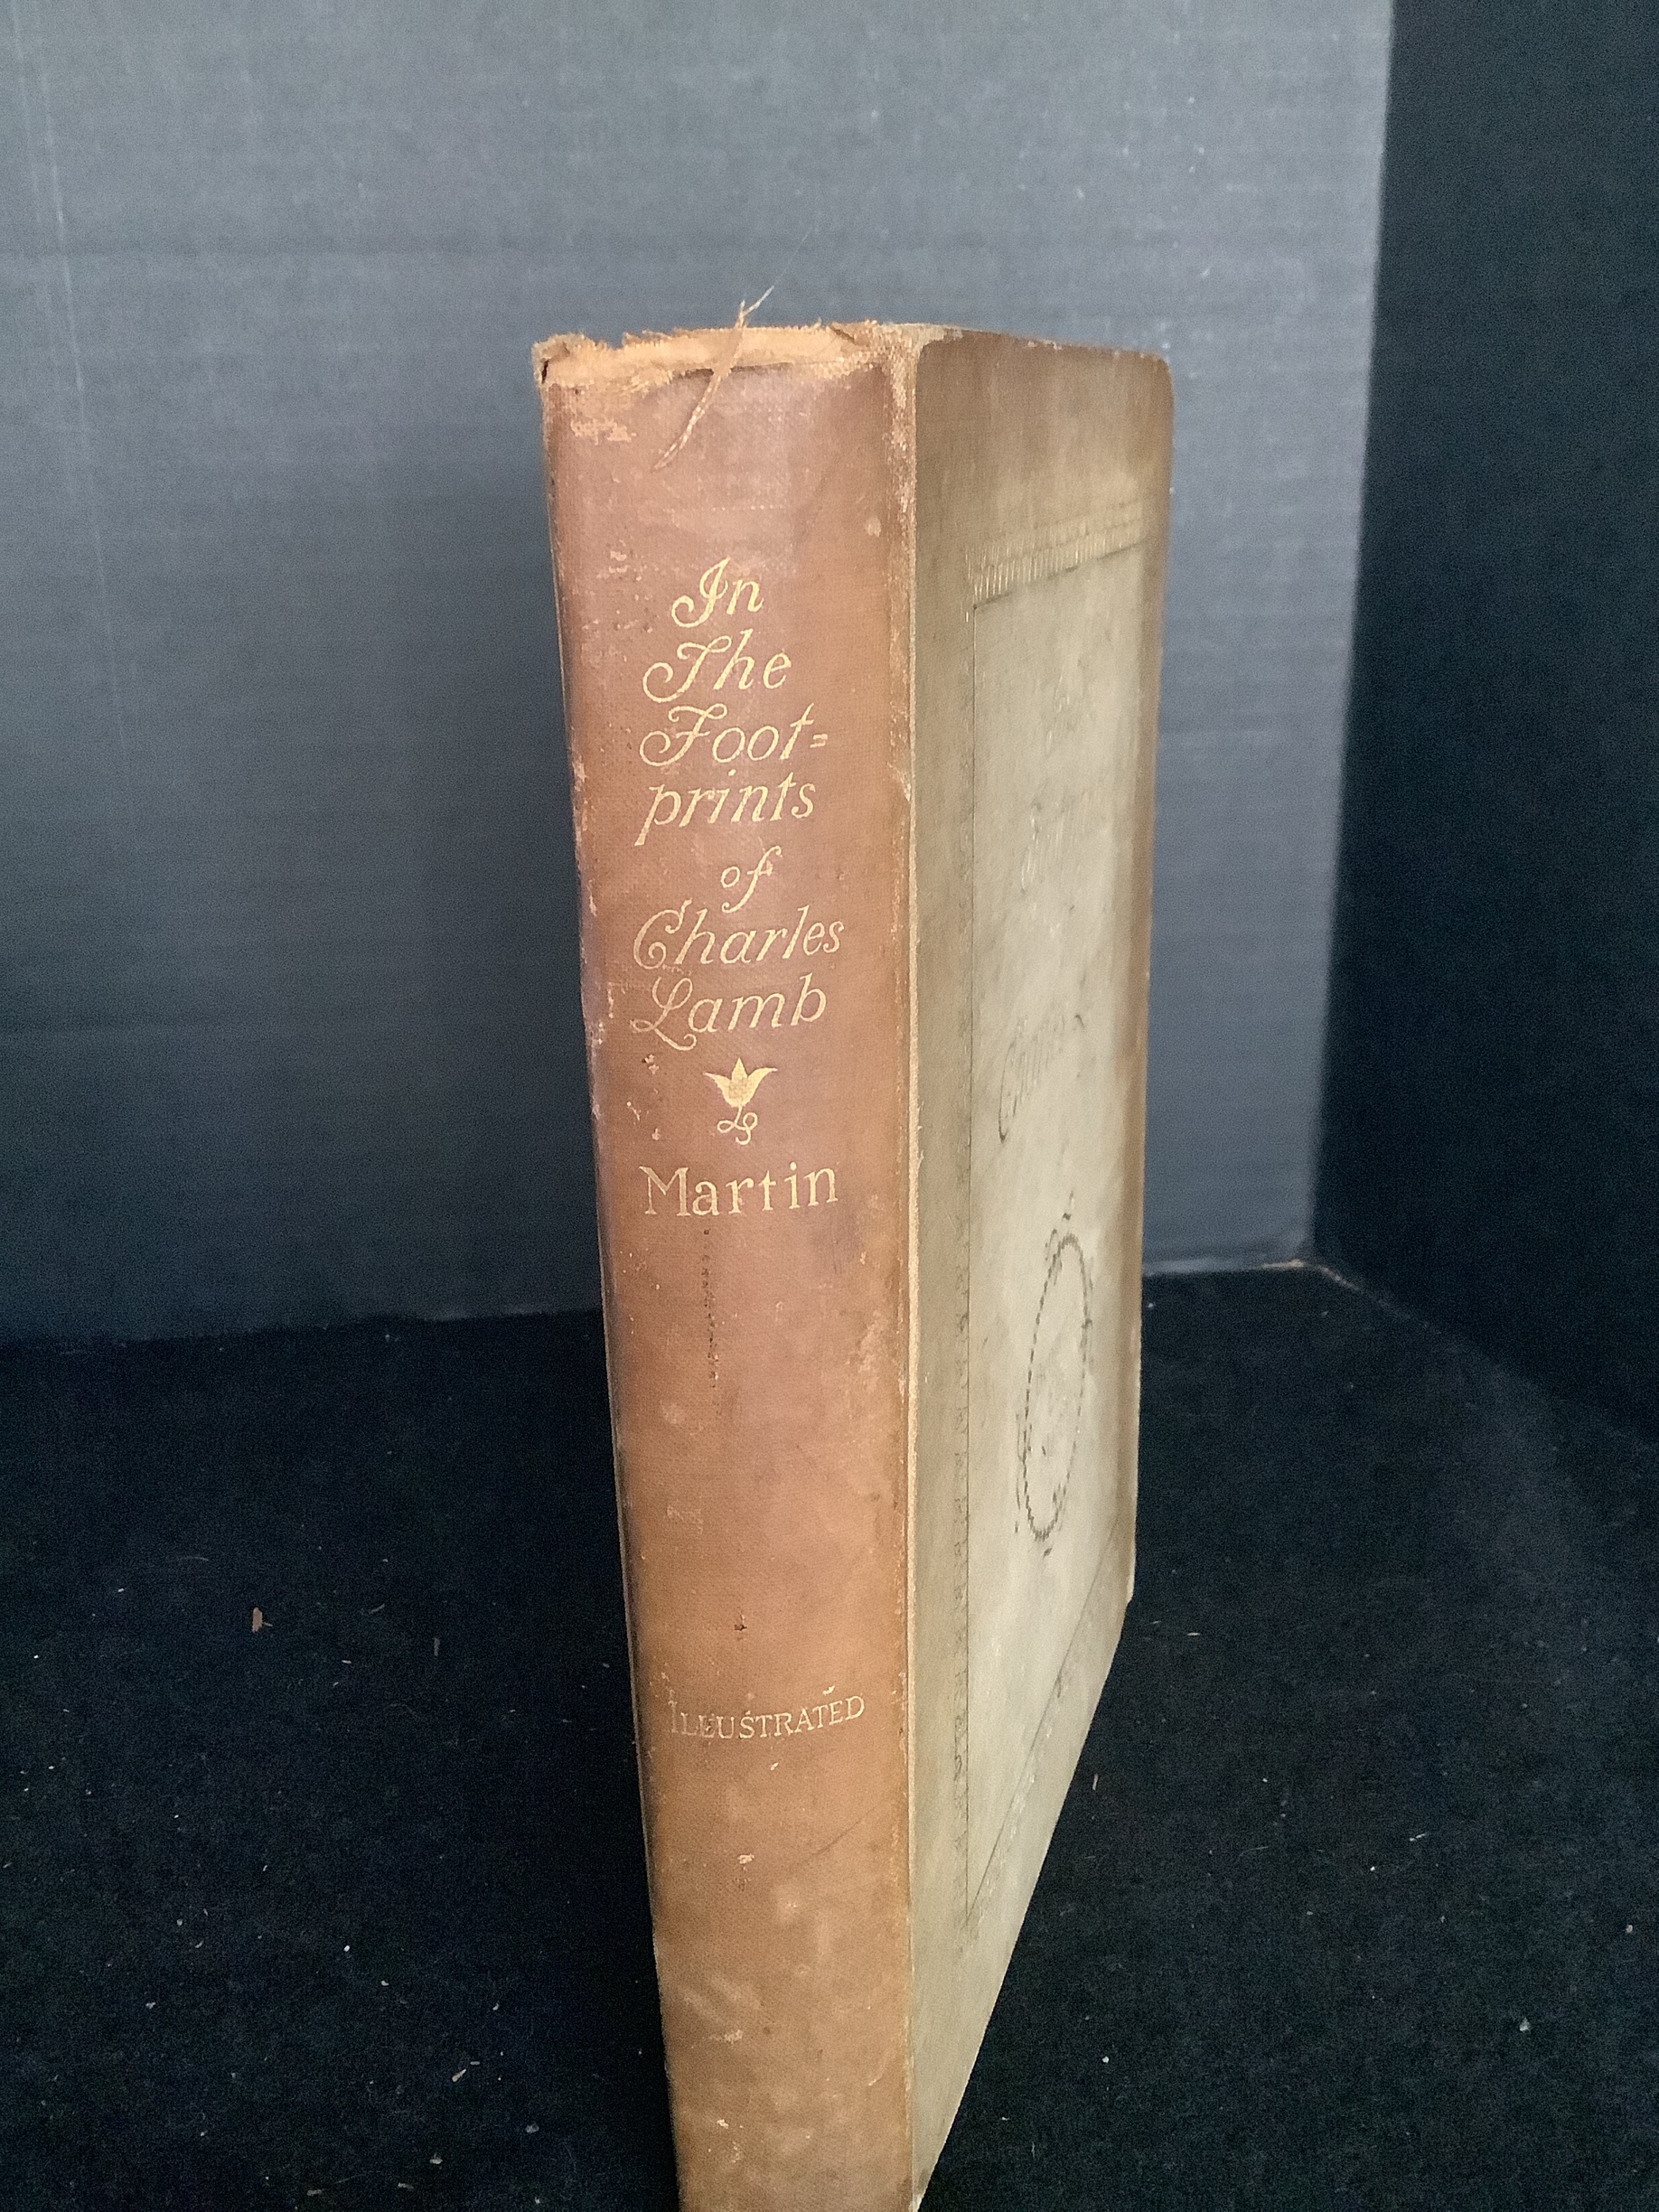 In
The
Foot=
prints
of
Charles
Lamb
Martin
ILLUSTRATED